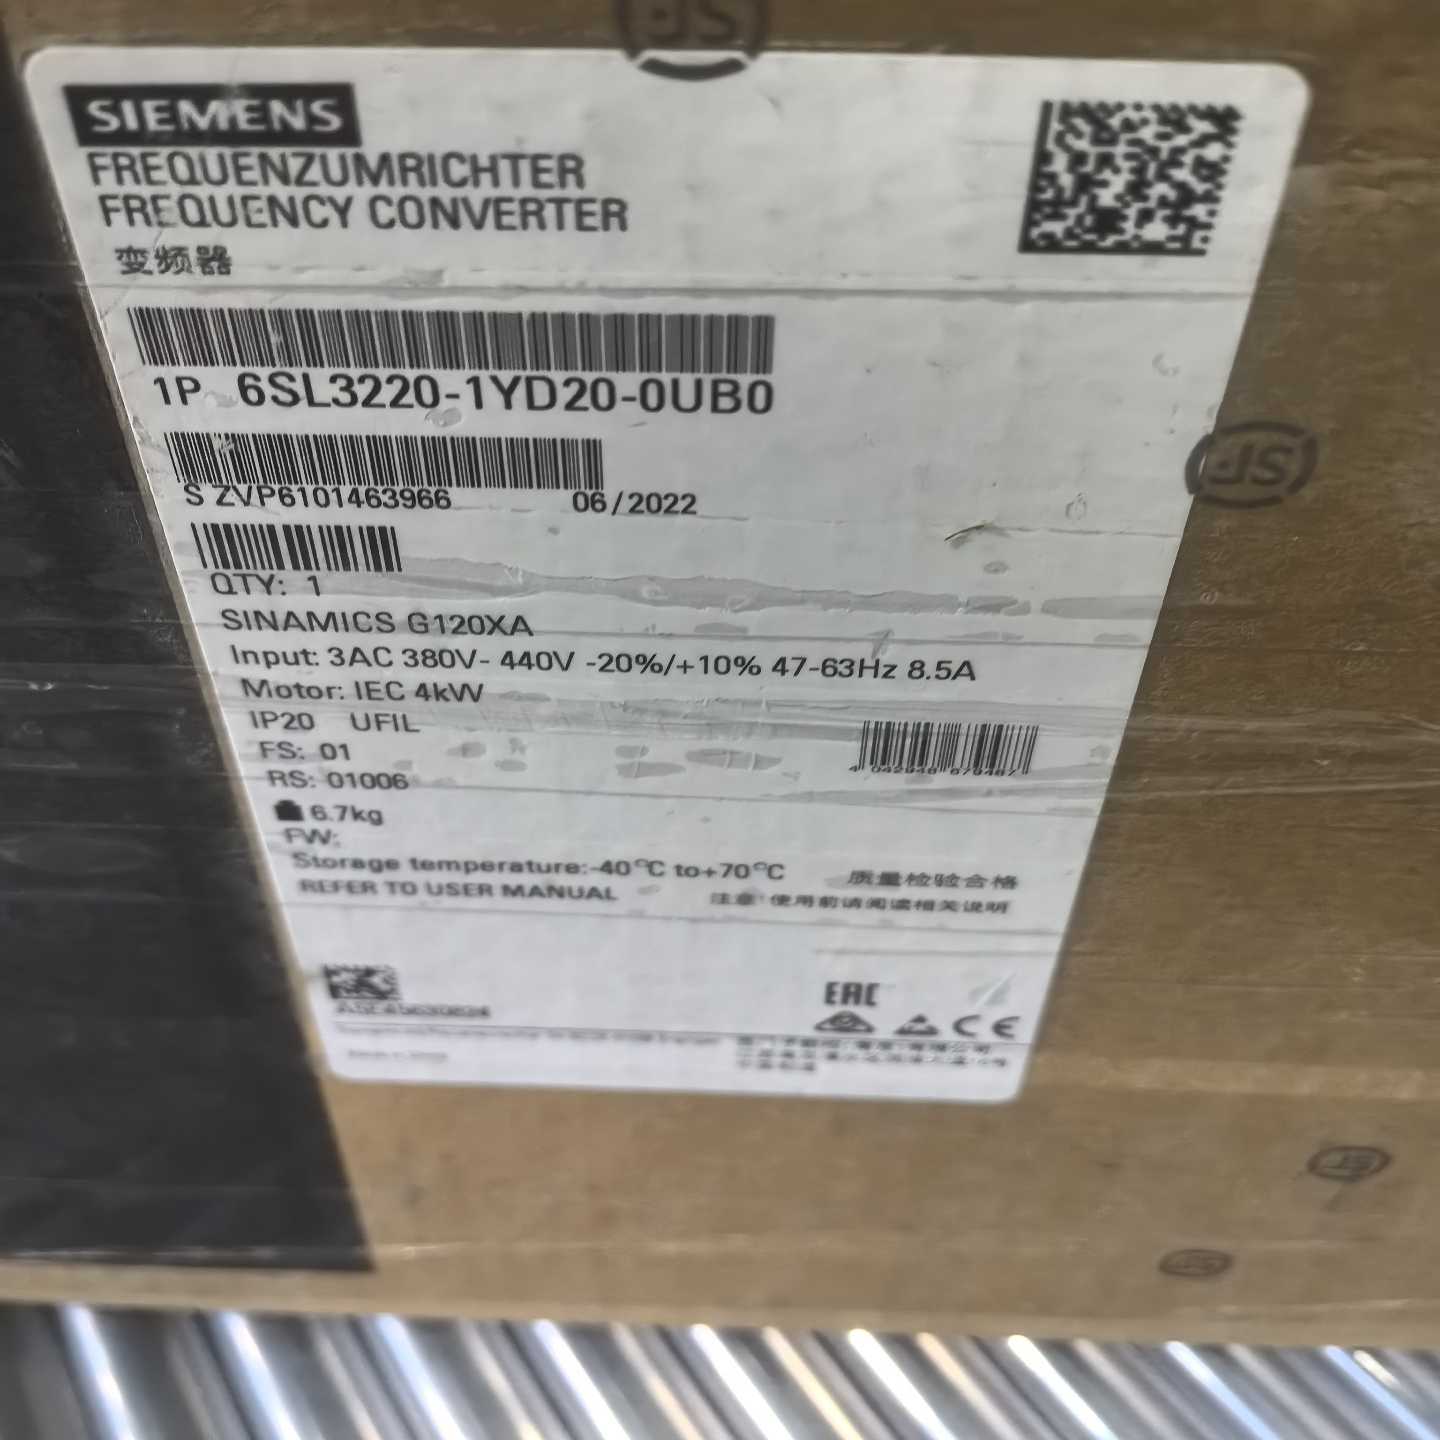 SIEMENS
FREQUENZUMRICHTER
FREQUENCY CONVERTER
变频器
1P 6SL3220-1YD20-0UB0
S ZVP6101463966 06/2022
QTY: 1
SINAMICS G120XA
Input: 3AC 380V- 440V -20%/+10% 47-63Hz 8.5A
Motor: IEC 4kW
IP20 UFIL
FS: 01
RS: 01006
6.7kg
FW:
Storage temperature:-40°C to+70°C 质量检验合格
REFER TO USER MANUAL 注意:使用前请阅读相关说明
EAC
CE